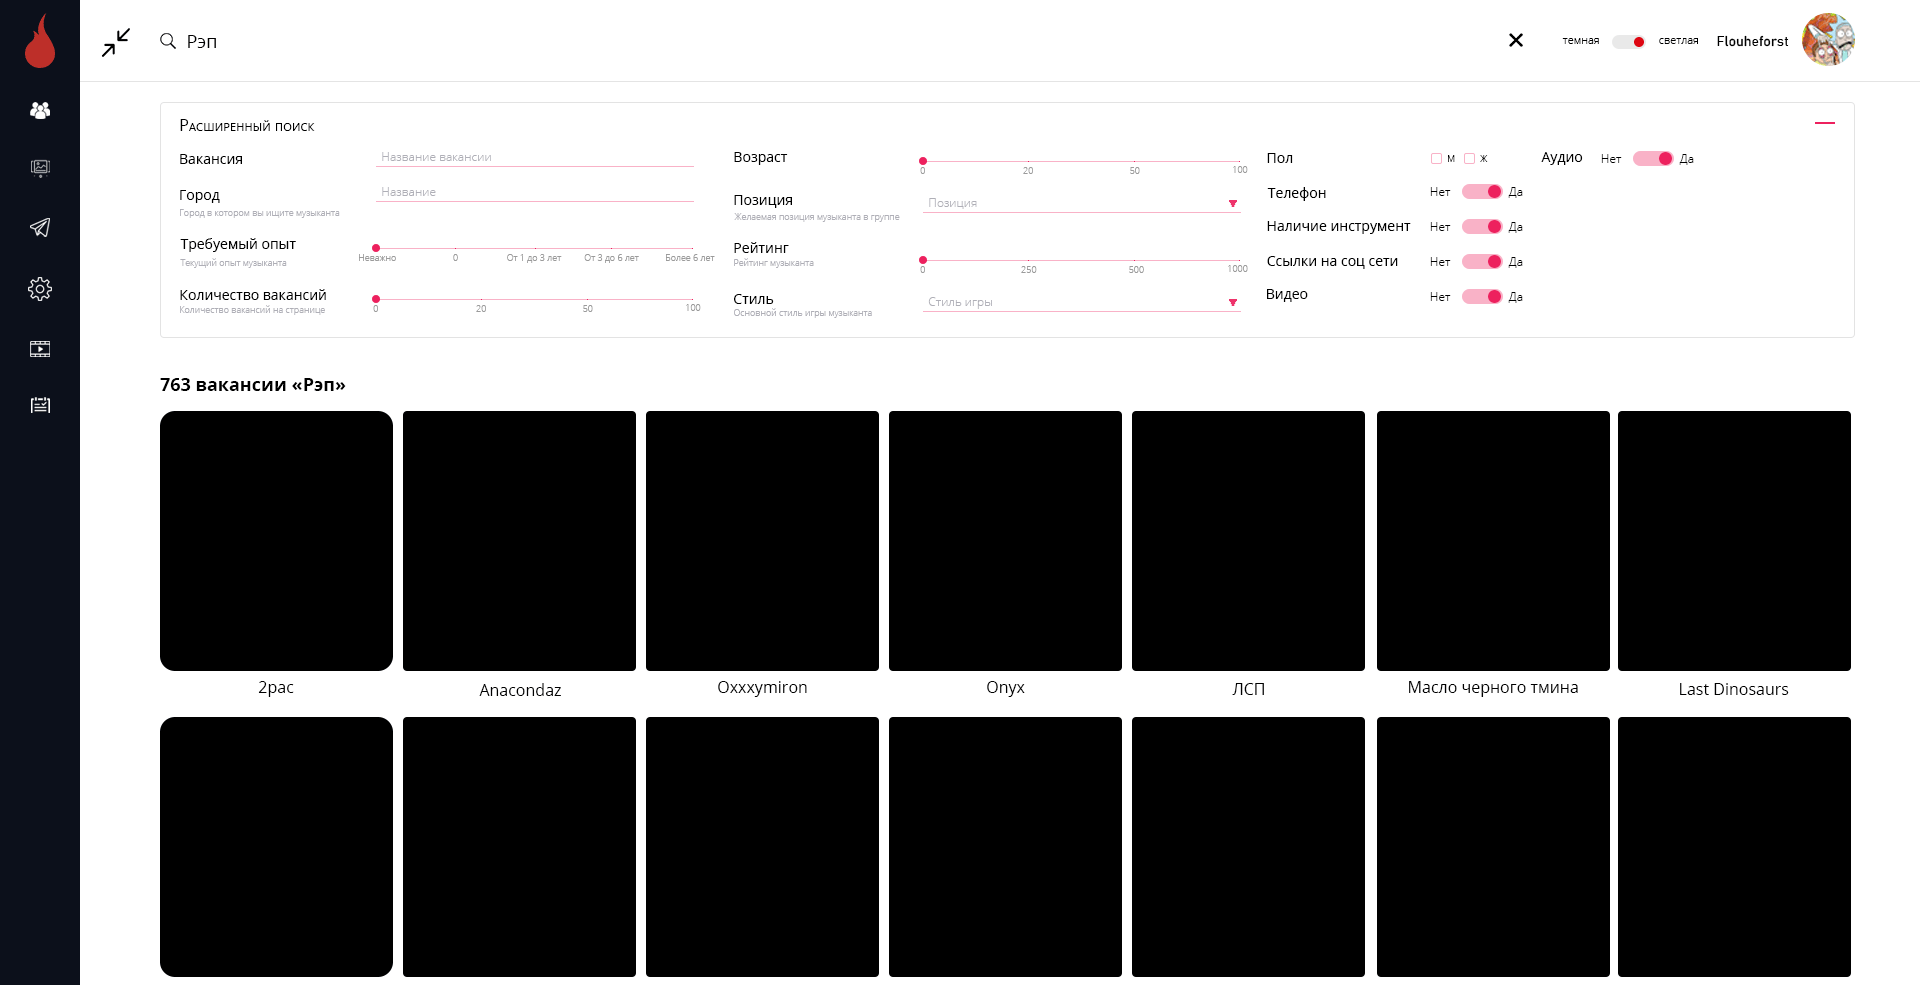 Рэп
темная
светлая
Flouheforst
Расширенный поиск
Вакансия
Название вакансии
Город
Название
Город в котором вы ищите музыканта
Требуемый опыт
Текущий опыт музыканта
Неважно
0
От 1 до 3 лет
От 3 до 6 лет
Более 6 лет
Количество вакансий
Количество вакансий на странице
0
20
50
100
Возраст
0
20
50
100
Позиция
Желаемая позиция музыканта в группе
Позиция
Рейтинг
Рейтинг музыканта
0
250
500
1000
Стиль
Основной стиль игры музыканта
Стиль игры
Пол
м
ж
Телефон
Нет
Да
Наличие инструмент
Нет
Да
Ссылки на соц сети
Нет
Да
Видео
Нет
Да
Аудио
Нет
Да
763 вакансии «Рэп»
2pac
Anacondaz
Oxxxymiron
Onyx
ЛСП
Масло черного тмина
Last Dinosaurs